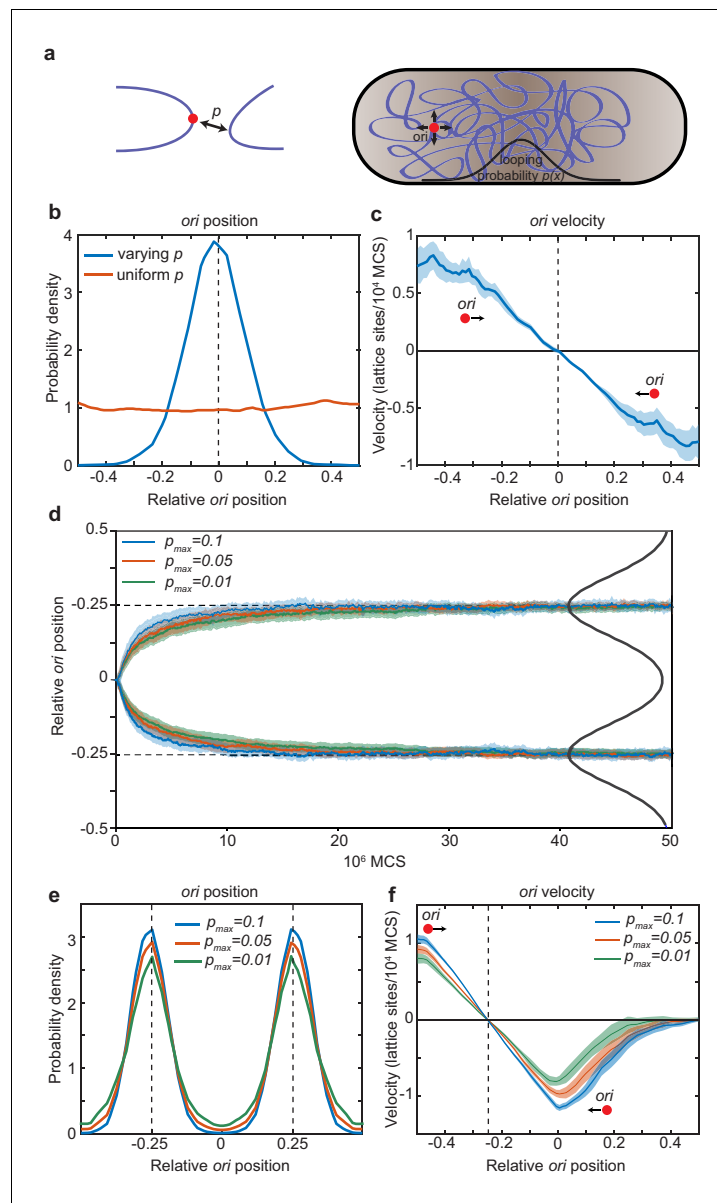 a
p
ori
looping
probability p(x)
b
ori position
Probability density
4
3
2
1
0
varying p
uniform p
-0.4
-0.2
0
0.2
0.4
Relative ori position
c
ori velocity
Velocity (lattice sites/10⁴ MCS)
1
0.5
0
-0.5
-1
ori
ori
-0.4
-0.2
0
0.2
0.4
Relative ori position
d
Relative ori position
0.5
-0.25
0
-0.25
-0.5
p_max=0.1
p_max=0.05
p_max=0.01
0
10
20
30
40
50
10⁶ MCS
e
ori position
Probability density
3
2
1
0
p_max=0.1
p_max=0.05
p_max=0.01
-0.25
0
0.25
Relative ori position
f
ori velocity
Velocity (lattice sites/10⁴ MCS)
1
0
-1
ori
p_max=0.1
p_max=0.05
p_max=0.01
ori
-0.4
-0.2
0
0.2
0.4
Relative ori position